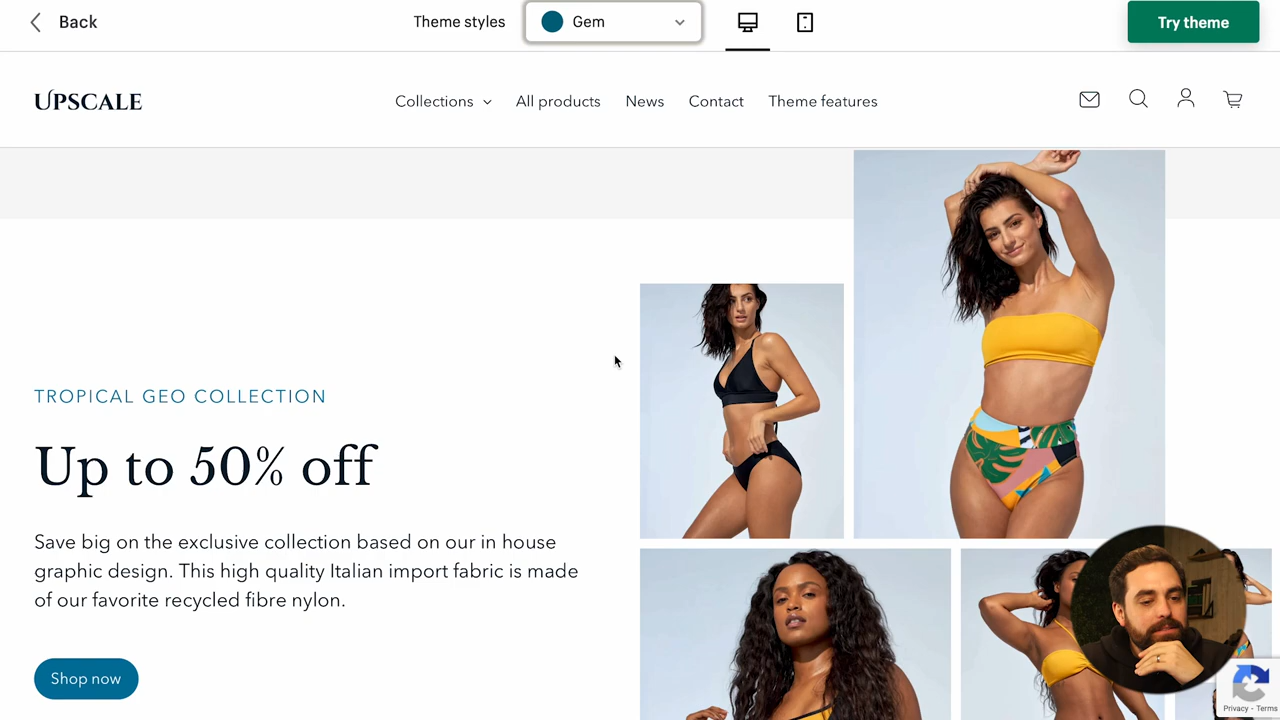 Back
Theme styles
Gem
Try theme
UPSCALE
Collections
All products
News
Contact
Theme features
TROPICAL GEO COLLECTION
Up to 50% off
Save big on the exclusive collection based on our in house
graphic design. This high quality Italian import fabric is made
of our favorite recycled fibre nylon.
Shop now
Privacy - Terms